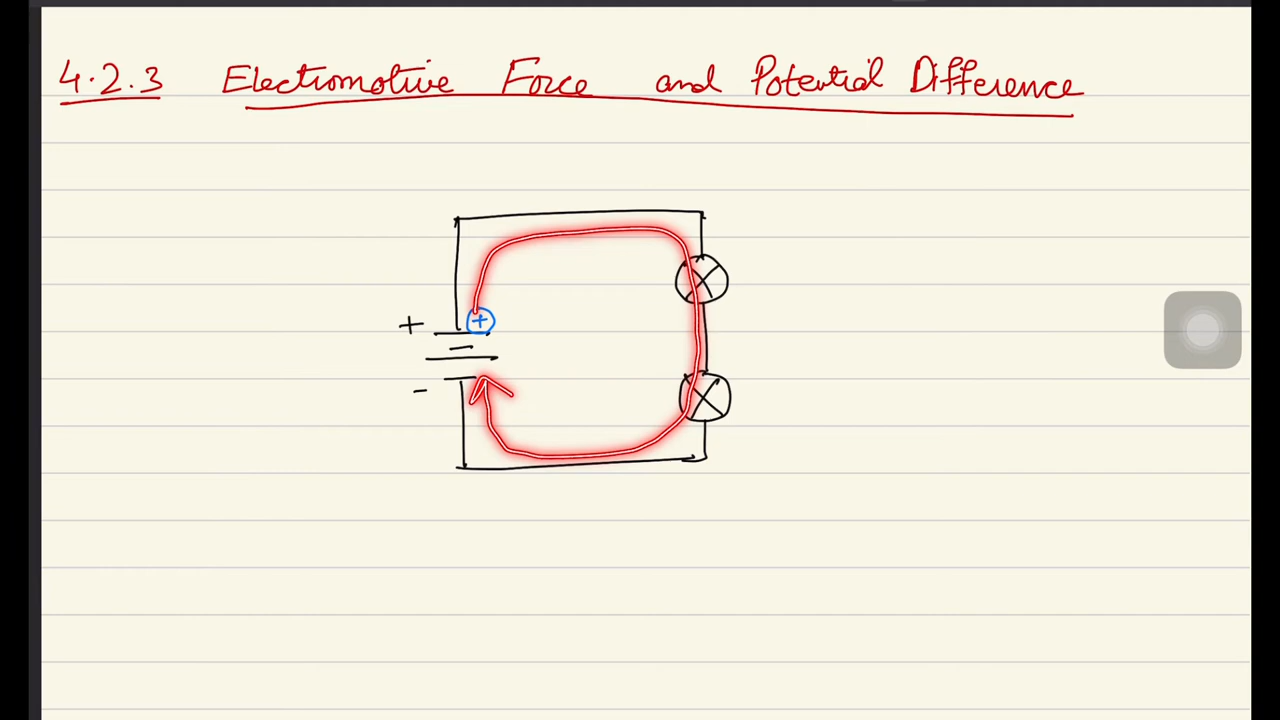 4.2.3 Electromotive Force and Potential Difference
+
+
-